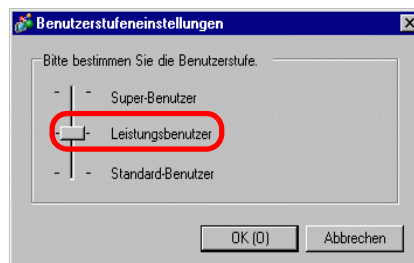 Benutzerstufeneinstellungen
Bitte bestimmen Sie die Benutzerstufe.
Super-Benutzer
Leistungsbenutzer
Standard-Benutzer
OK (O) Abbrechen